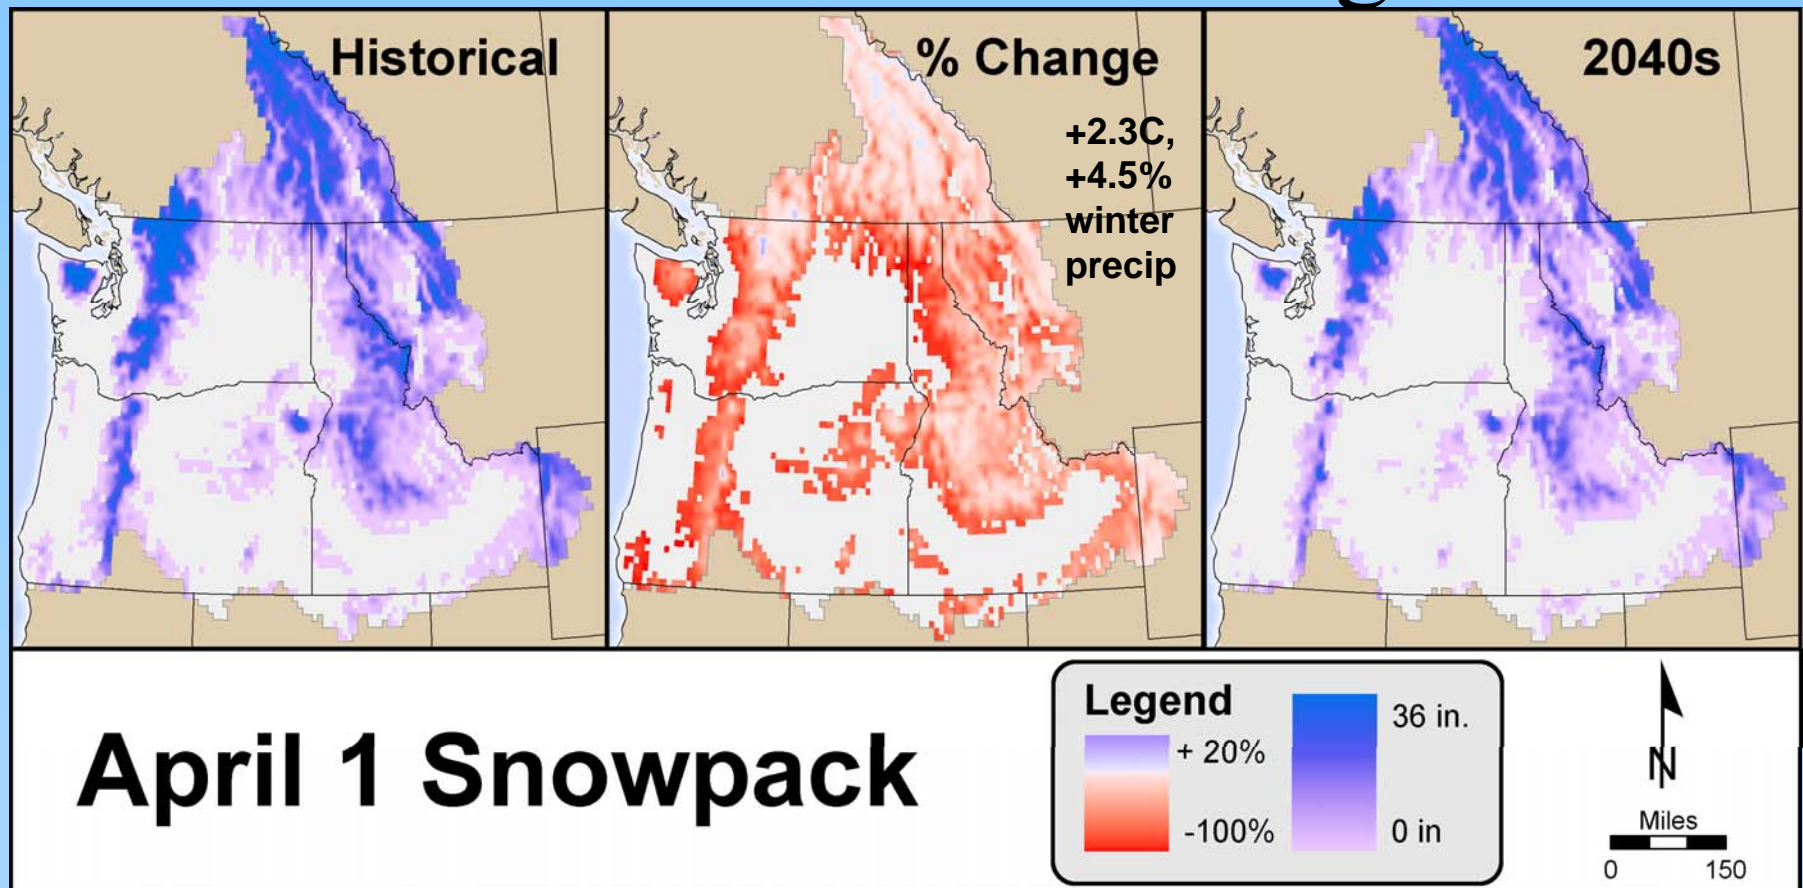 Historical
% Change
+2.3C,
+4.5%
winter
precip
2040s
April 1 Snowpack
Legend
+ 20%
-100%
36 in.
0 in
N
Miles
0 150